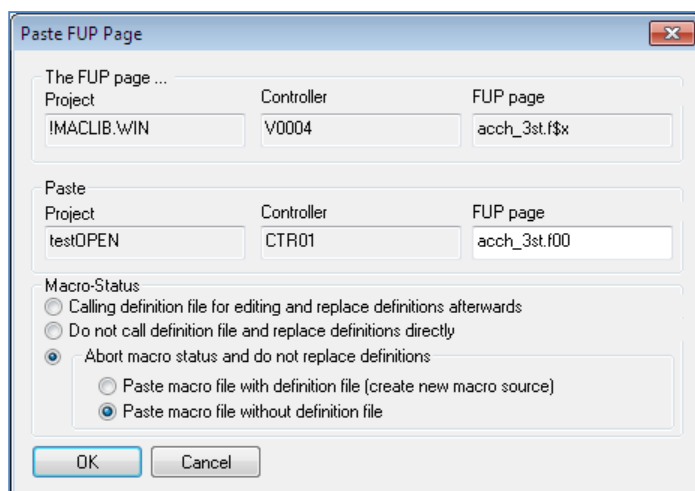 Paste FUP Page
The FUP page ...
Project Controller FUP page
!MACLIB.WIN V0004 acch_3st.f$x
Paste
Project Controller FUP page
testOPEN CTR01 acch_3st.f00
Macro-Status
Calling definition file for editing and replace definitions afterwards
Do not call definition file and replace definitions directly
Abort macro status and do not replace definitions
Paste macro file with definition file (create new macro source)
Paste macro file without definition file
OK Cancel